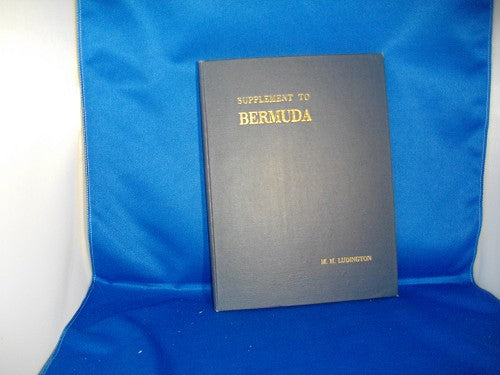 SUPPLEMENT TO
BERMUDA
M. H. LUDINGTON